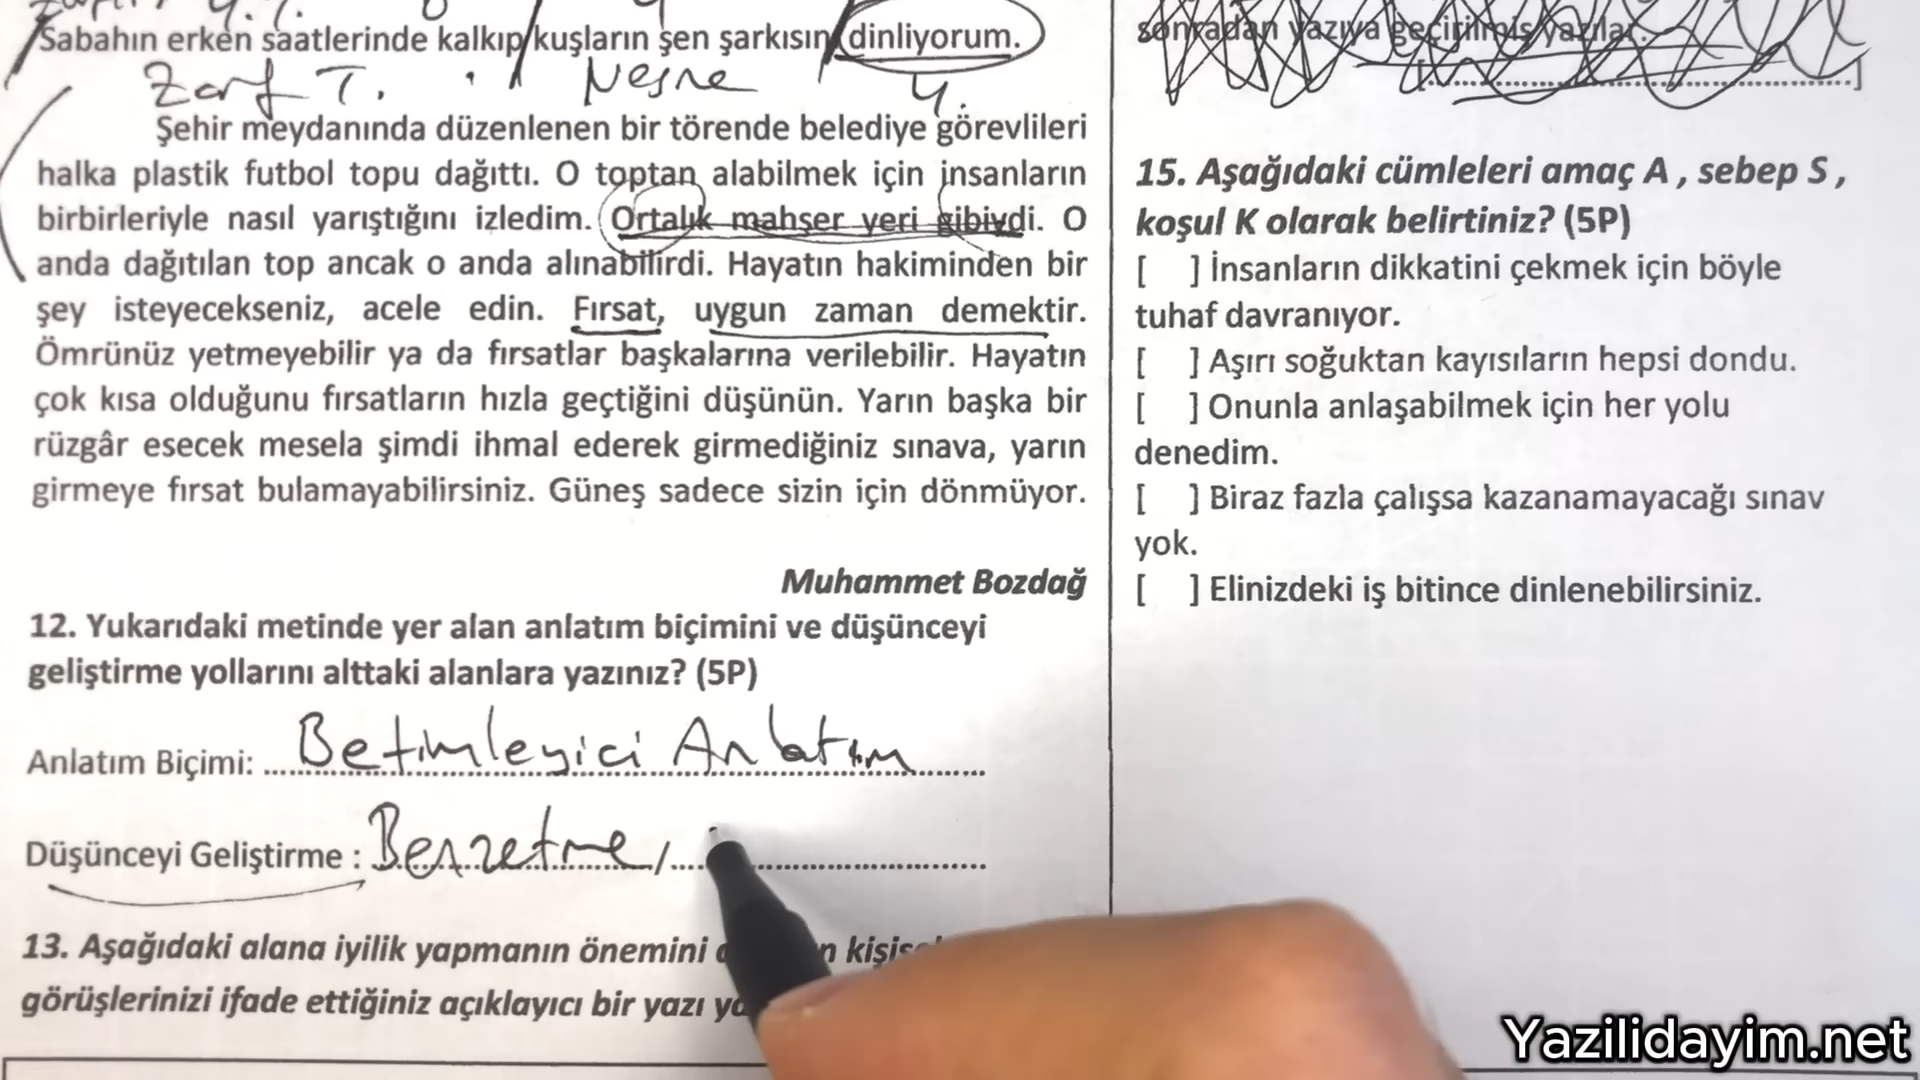 Sabahın erken saatlerinde kalkıp/kuşların şen şarkısın dinliyorum.
Zarf T. Nesne Y.
Şehir meydanında düzenlenen bir törende belediye görevlileri
halka plastik futbol topu dağıttı. O toptan alabilmek için insanların
birbirleriyle nasıl yarıştığını izledim. Ortalık mahşer yeri gibiydi. O
anda dağıtılan top ancak o anda alınabilirdi. Hayatın hakiminden bir
şey isteyecekseniz, acele edin. Fırsat, uygun zaman demektir.
Ömrünüz yetmeyebilir ya da fırsatlar başkalarına verilebilir. Hayatın
çok kısa olduğunu fırsatların hızla geçtiğini düşünün. Yarın başka bir
rüzgâr esecek mesela şimdi ihmal ederek girmediğiniz sınava, yarın
girmeye fırsat bulamayabilirsiniz. Güneş sadece sizin için dönmüyor.
Muhammet Bozdağ
12. Yukarıdaki metinde yer alan anlatım biçimini ve düşünceyi
geliştirme yollarını alttaki alanlara yazınız? (5P)
Anlatım Biçimi: Betimleyici Anlatım
Düşünceyi Geliştirme : Benzetme,
13. Aşağıdaki alana iyilik yapmanın önemini
görüşlerinizi ifade ettiğiniz açıklayıcı bir yazı
sonradan yazıya geçirilmiş yazılar.
[..............................]
15. Aşağıdaki cümleleri amaç A , sebep S ,
koşul K olarak belirtiniz? (5P)
[ ] İnsanların dikkatini çekmek için böyle
tuhaf davranıyor.
[ ] Aşırı soğuktan kayısıların hepsi dondu.
[ ] Onunla anlaşabilmek için her yolu
denedim.
[ ] Biraz fazla çalışsa kazanamayacağı sınav
yok.
[ ] Elinizdeki iş bitince dinlenebilirsiniz.
Yazilidayim.net